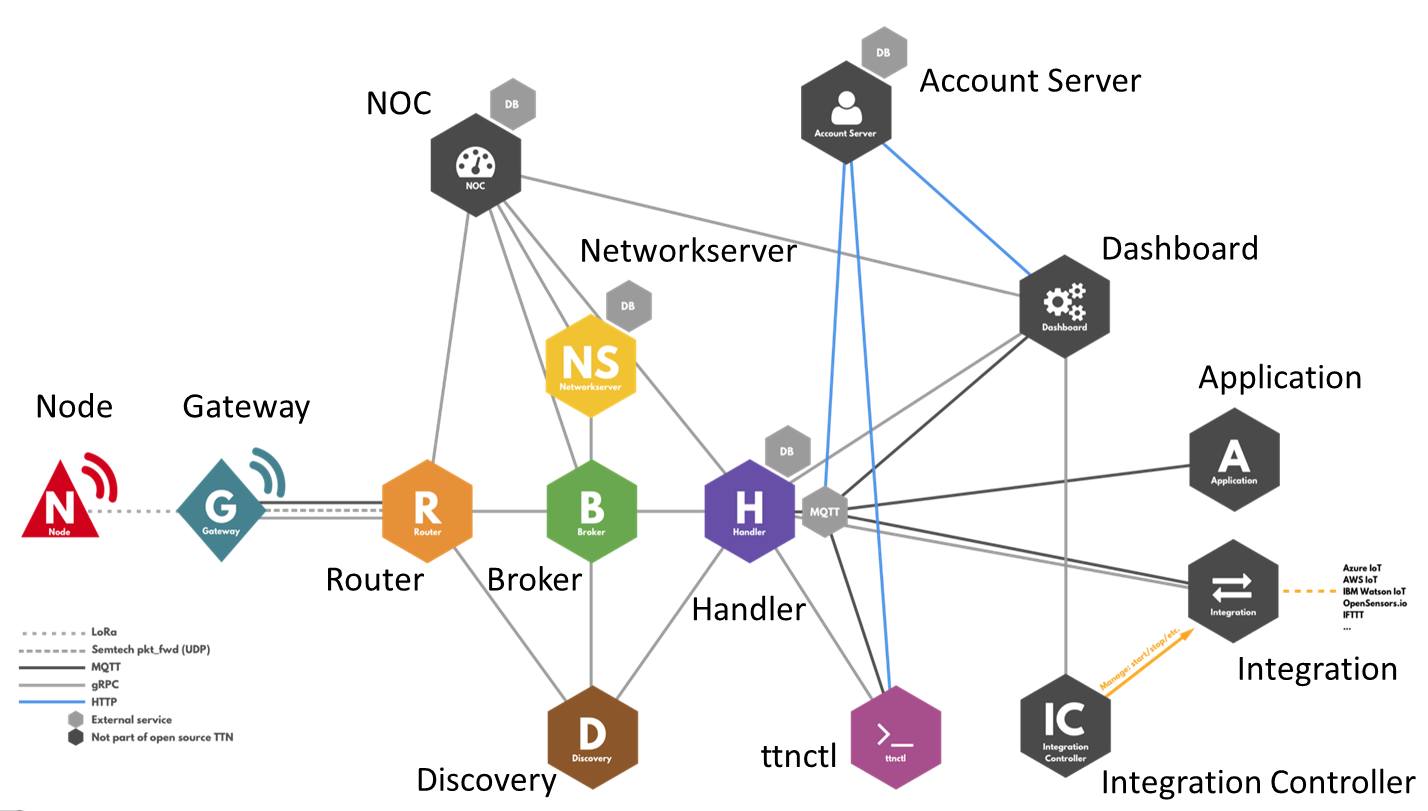 DB
Account Server
Account Server
NOC
DB
NOC
Networkserver
Dashboard
DB
Dashboard
NS
Networkserver
Application
Node
Gateway
A
Application
DB
N
Node
G
Gateway
R
Router
B
Broker
H
Handler
MQTT
Router
Broker
Handler
Integration
Azure IoT
AWS IoT
IBM Watson IoT
OpenSensors.io
IFTTT
...
Manage: start/stop/etc.
Integration
LoRa
Semtech pkt_fwd (UDP)
MQTT
gRPC
HTTP
External service
Not part of open source TTN
D
Discovery
Discovery
>_
ttnctl
ttnctl
IC
Integration
Controller
Integration Controller